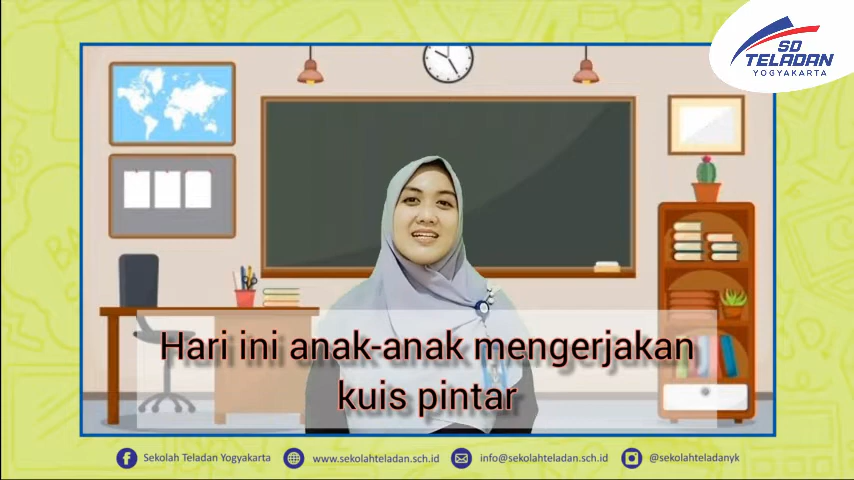 SD
TELADAN
YOGYAKARTA
Hari ini anak-anak mengerjakan
kuis pintar
Sekolah Teladan Yogyakarta
www.sekolahteladan.sch.id
info@sekolahteladan.sch.id
@sekolahteladanyk